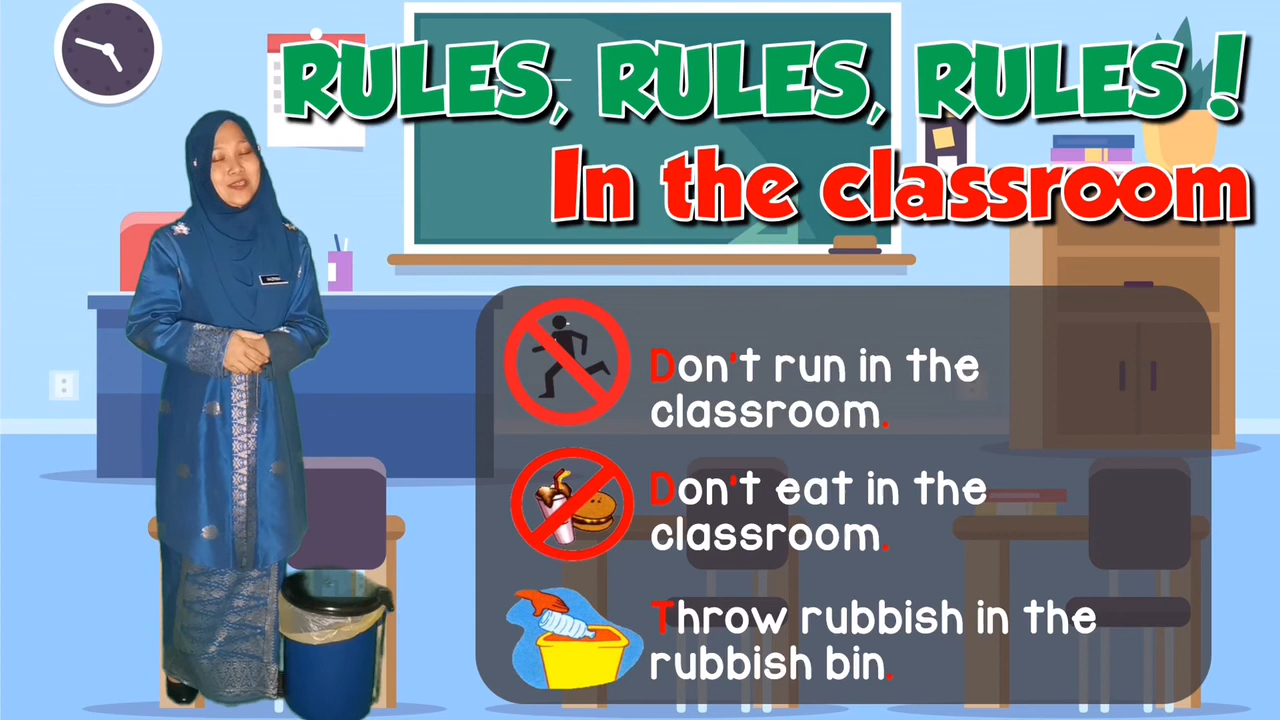 RULES, RULES, RULES!
In the classroom
Don't run in the
classroom.
Don't eat in the
classroom.
Throw rubbish in the
rubbish bin.